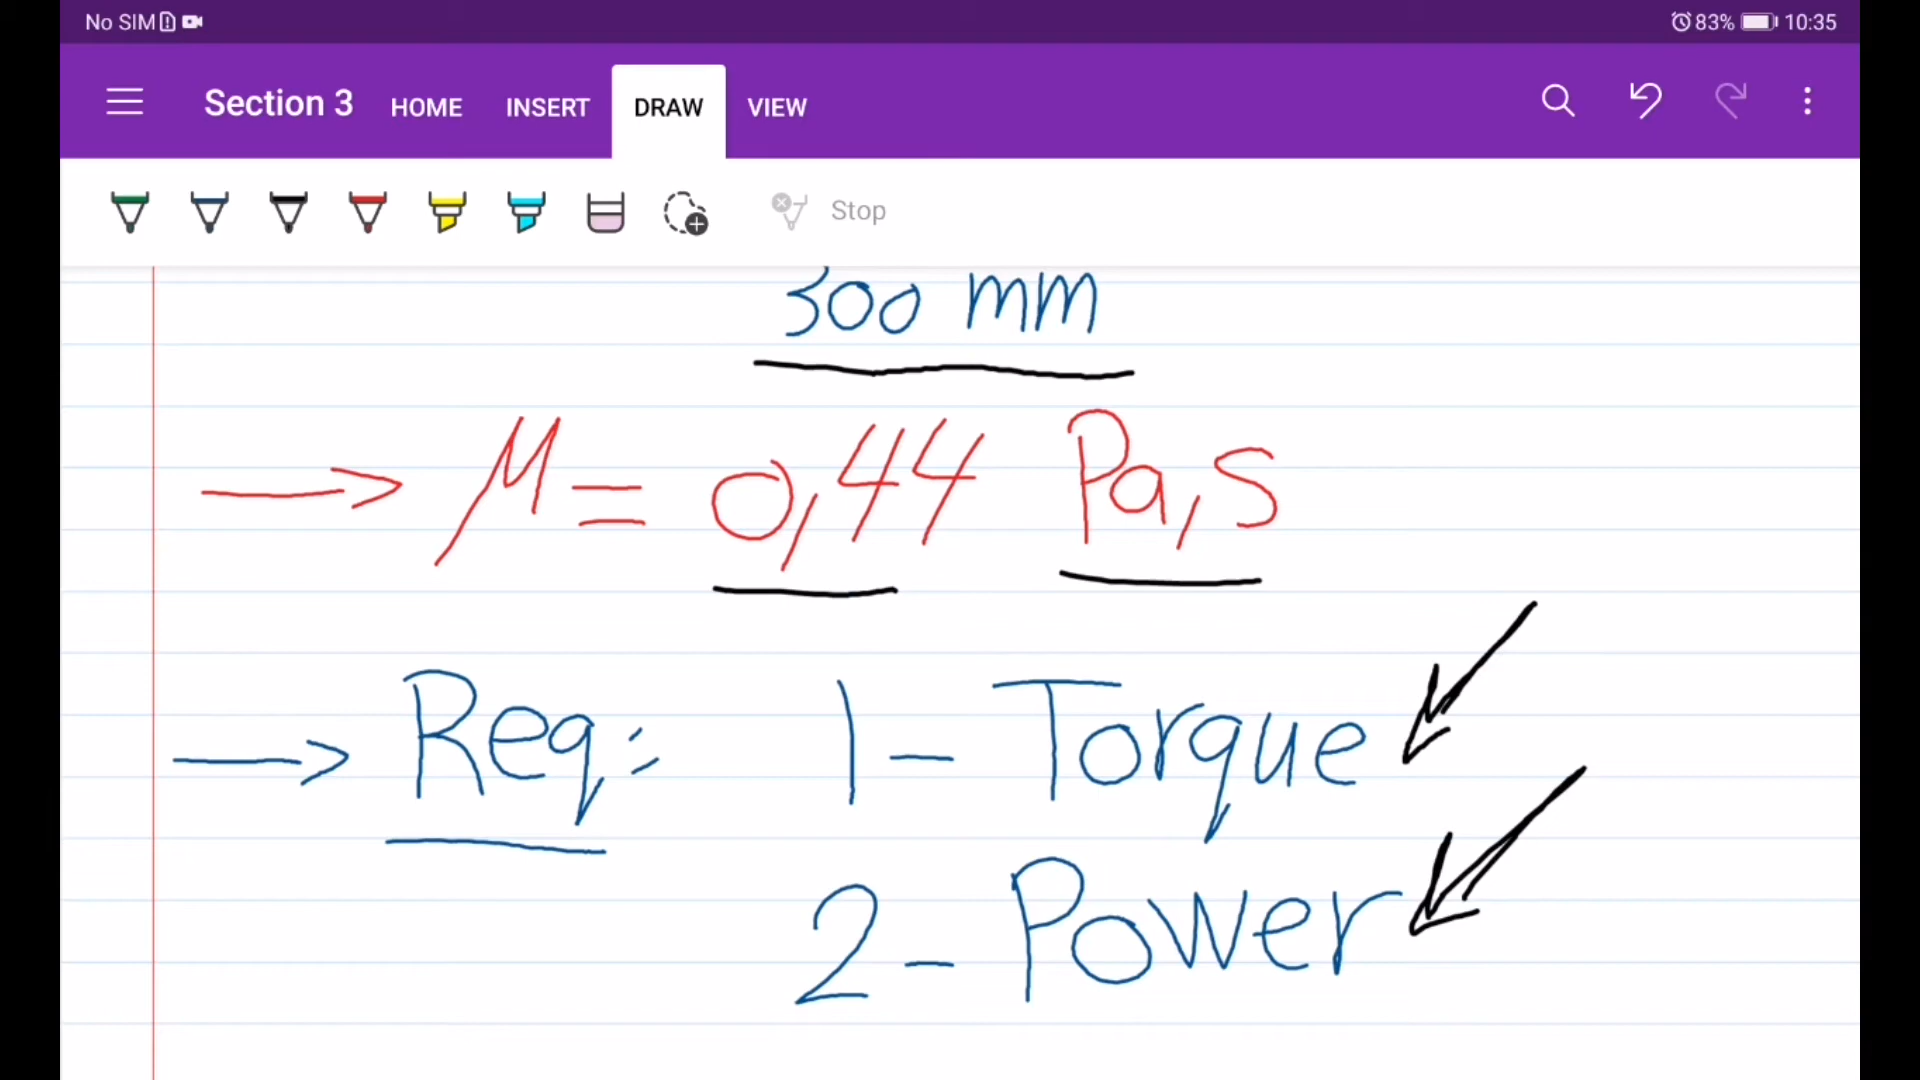 No SIM 83% 10:35
Section 3 HOME INSERT DRAW VIEW
Stop
300 mm
μ = 0,44 Pa,s
Req: 1- Torque
2- Power